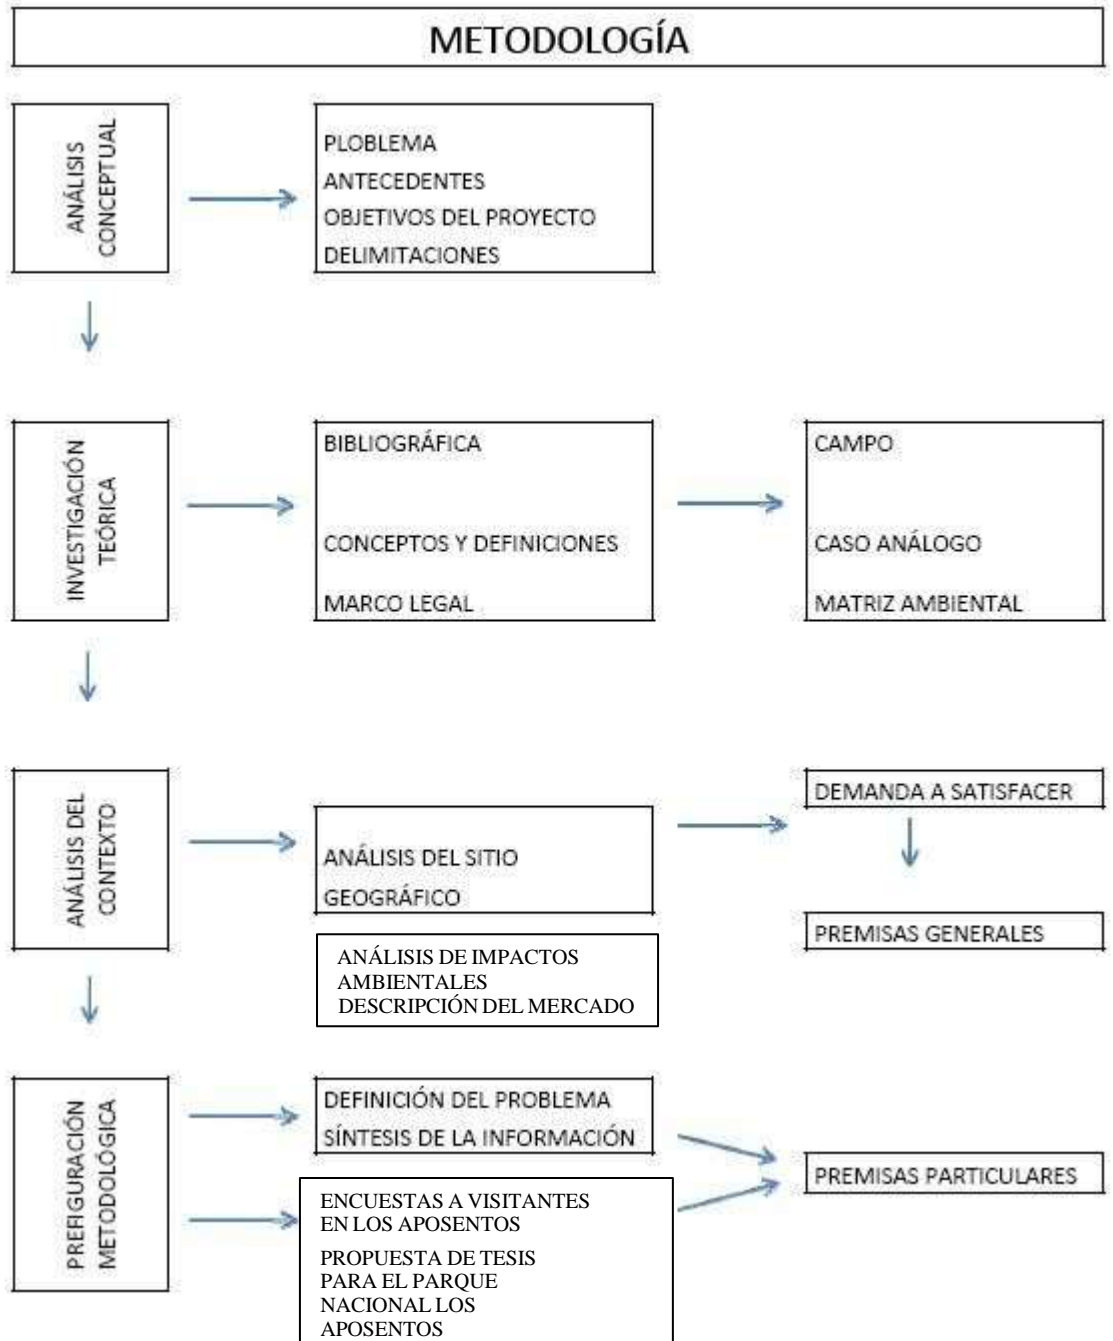 METODOLOGÍA
ANÁLISIS
CONCEPTUAL
PLOBLEMA
ANTECEDENTES
OBJETIVOS DEL PROYECTO
DELIMITACIONES
INVESTIGACIÓN
TEÓRICA
BIBLIOGRÁFICA
CONCEPTOS Y DEFINICIONES
MARCO LEGAL
CAMPO
CASO ANÁLOGO
MATRIZ AMBIENTAL
ANÁLISIS DEL
CONTEXTO
ANÁLISIS DEL SITIO
GEOGRÁFICO
ANÁLISIS DE IMPACTOS
AMBIENTALES
DESCRIPCIÓN DEL MERCADO
DEMANDA A SATISFACER
PREMISAS GENERALES
PREFIGURACIÓN
METODOLÓGICA
DEFINICIÓN DEL PROBLEMA
SÍNTESIS DE LA INFORMACIÓN
ENCUESTAS A VISITANTES
EN LOS APOSENTOS
PROPUESTA DE TESIS
PARA EL PARQUE
NACIONAL LOS
APOSENTOS
PREMISAS PARTICULARES